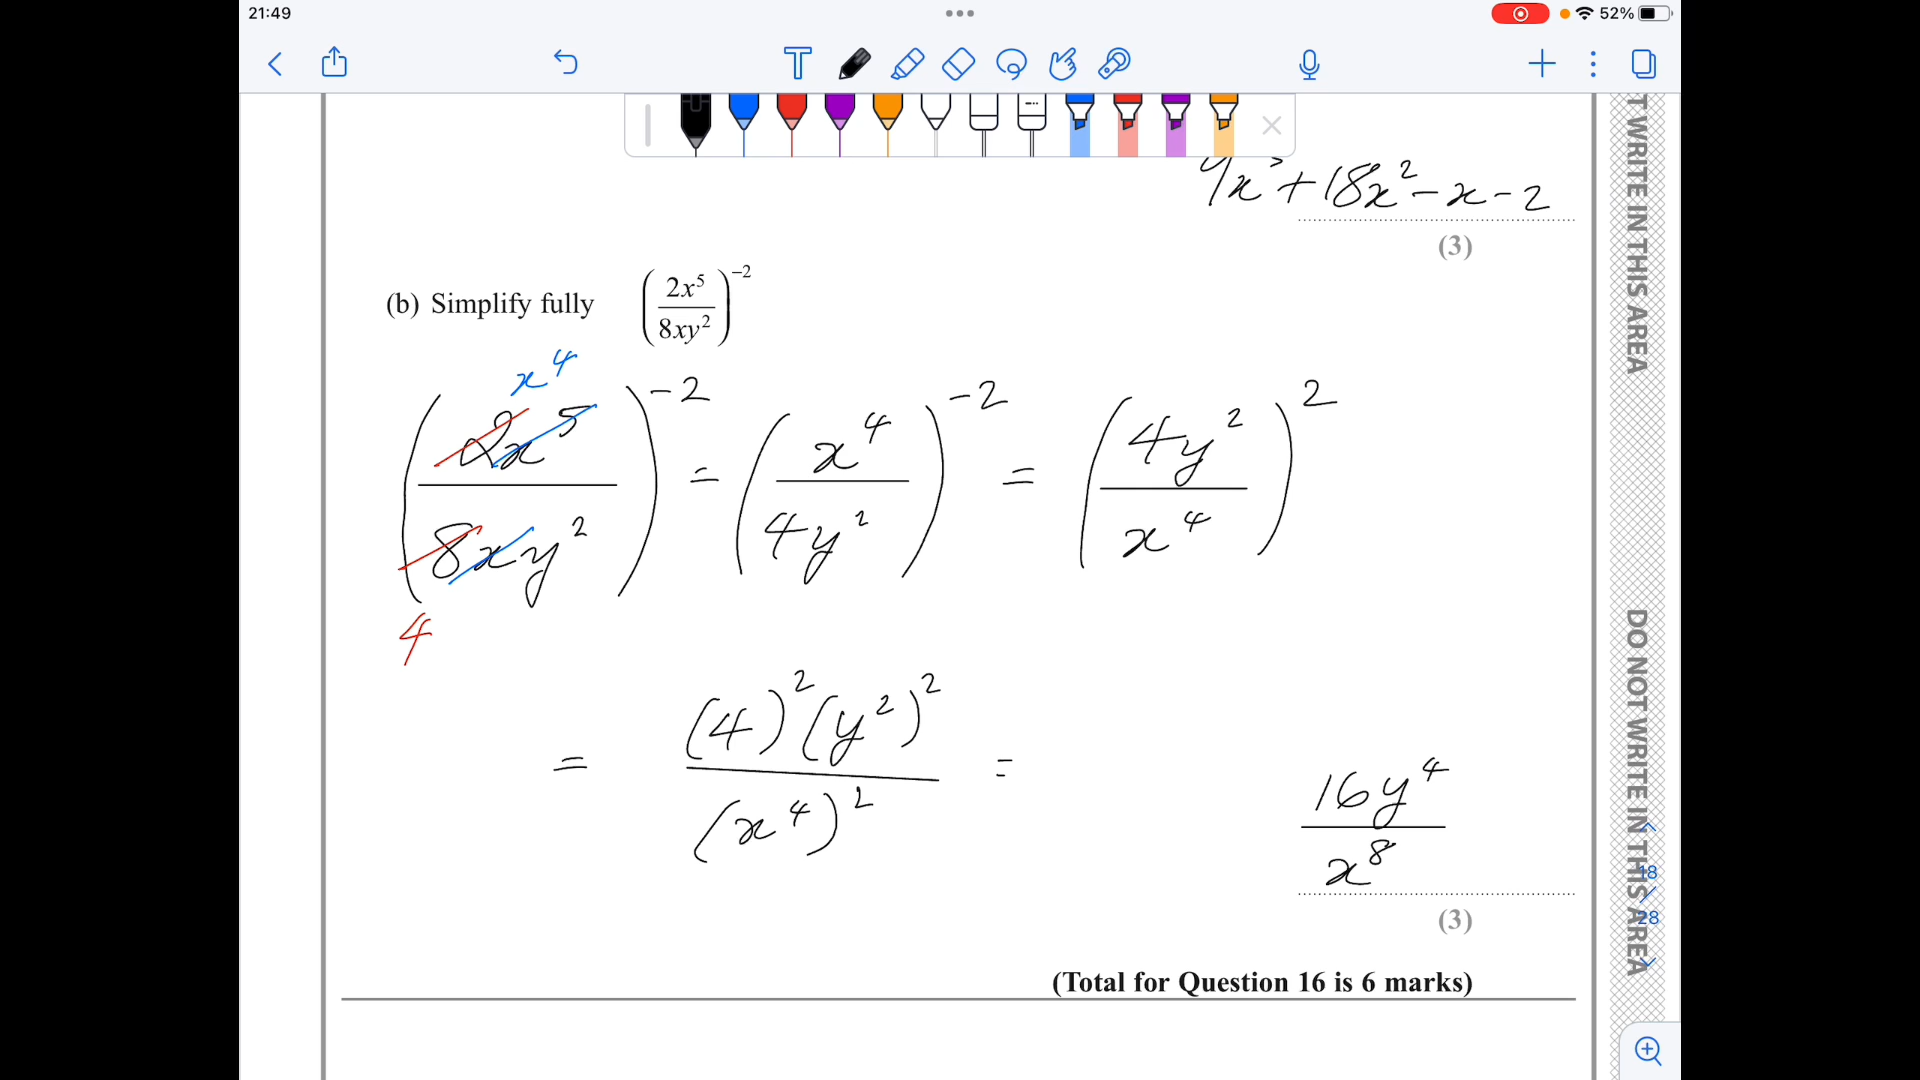 21:49
52%
T WRITE IN THIS AREA
x³ + 18x² - x - 2
(3)
(b) Simplify fully (2x⁵ / 8xy²)⁻²
x⁴
(2x⁵ / 8xy²)⁻² = (x⁴ / 4y²)⁻² = (4y² / x⁴)²
4
= (4)²(y²)² / (x⁴)² =
16y⁴ / x⁸
(3)
(Total for Question 16 is 6 marks)
DO NOT WRITE IN THIS AREA
18 / 28